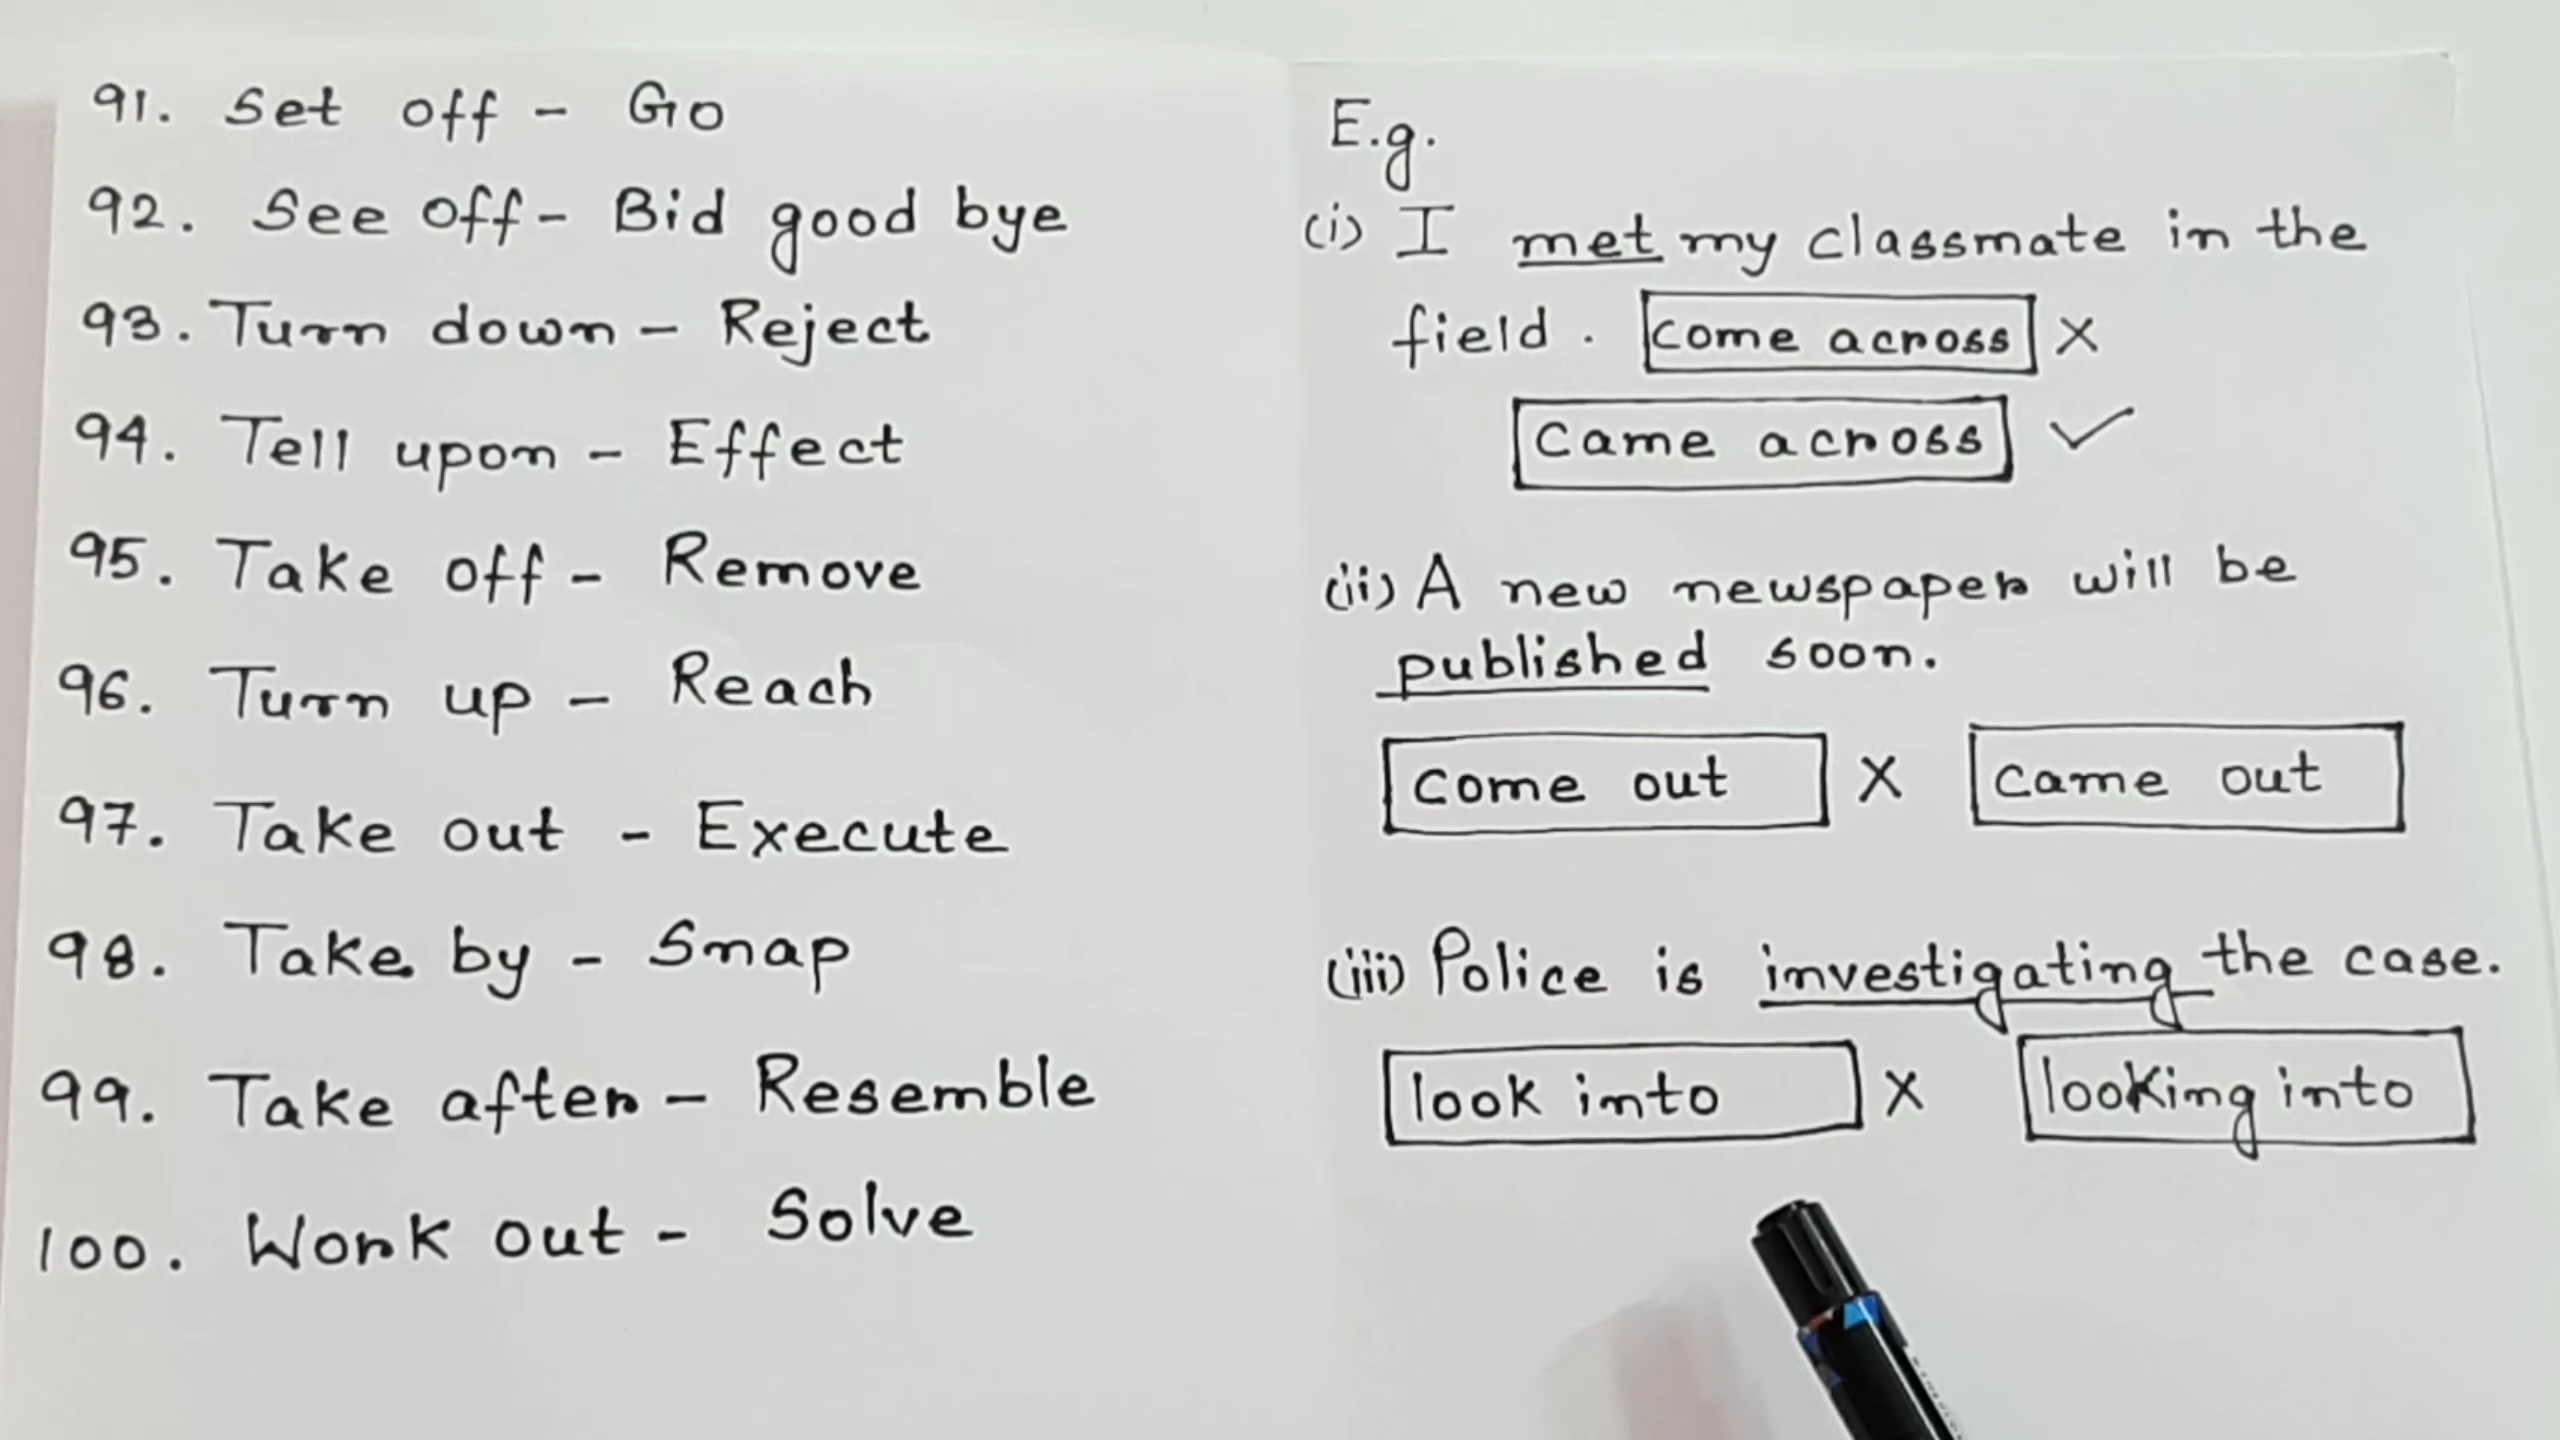 91. Set off - Go
92. See off - Bid good bye
93. Turn down - Reject
94. Tell upon - Effect
95. Take off - Remove
96. Turn up - Reach
97. Take out - Execute
98. Take by - Snap
99. Take after - Resemble
100. Work out - Solve
E.g.
(i) I met my classmate in the
field. come across X
Came across ✓
(ii) A new newspaper will be
published soon.
come out X came out
(iii) Police is investigating the case.
look into X looking into